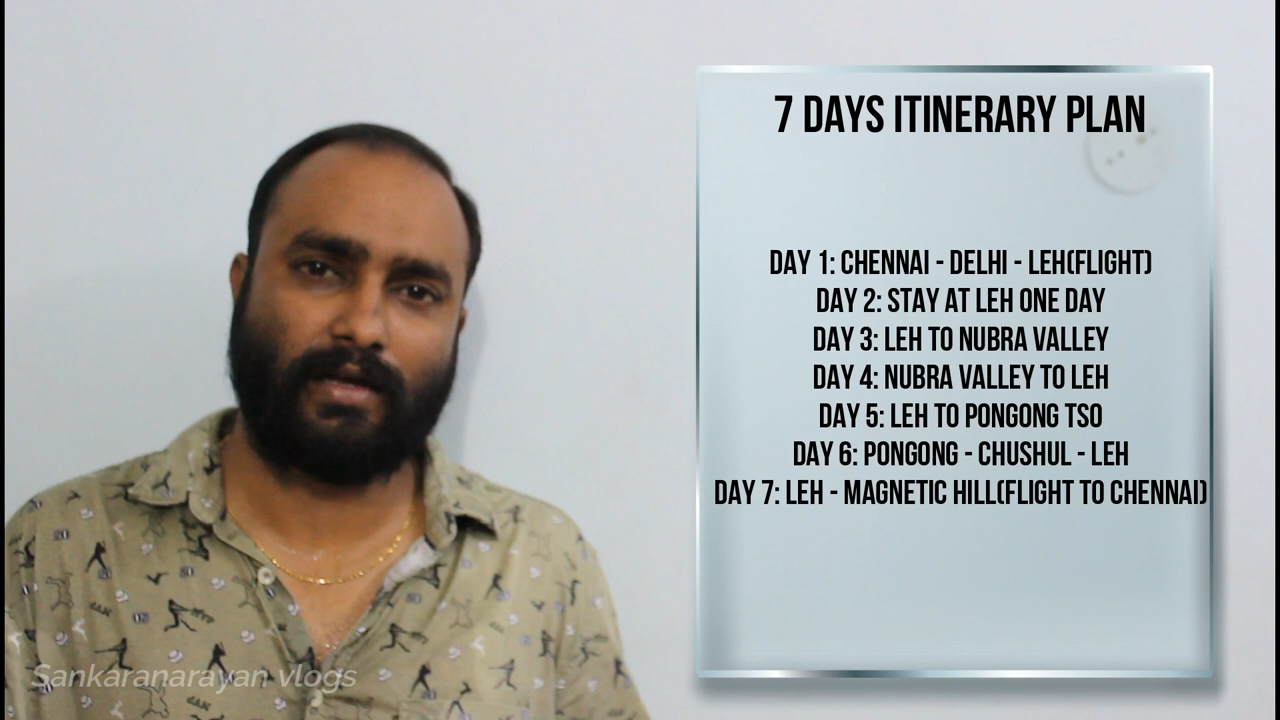 7 DAYS ITINERARY PLAN
DAY 1: CHENNAI - DELHI - LEH(FLIGHT)
DAY 2: STAY AT LEH ONE DAY
DAY 3: LEH TO NUBRA VALLEY
DAY 4: NUBRA VALLEY TO LEH
DAY 5: LEH TO PONGONG TSO
DAY 6: PONGONG - CHUSHUL - LEH
DAY 7: LEH - MAGNETIC HILL(FLIGHT TO CHENNAI)
Sankaranarayan vlogs